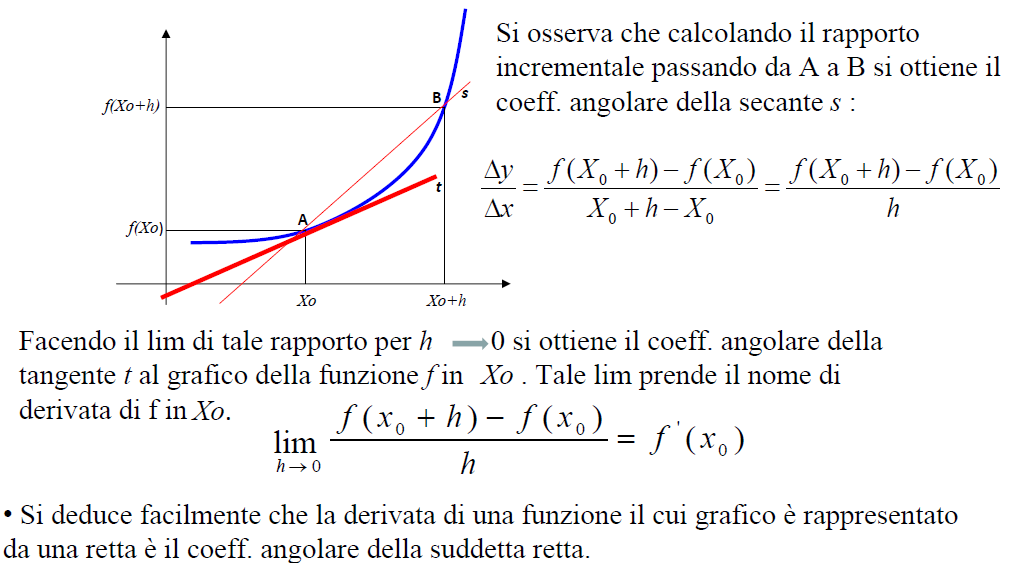 Si osserva che calcolando il rapporto
incrementale passando da A a B si ottiene il
coeff. angolare della secante s :
f(Xo+h)
B
s
t
A
f(Xo)
Xo
Xo+h
Δy/Δx = (f(X₀+h)−f(X₀))/(X₀+h−X₀) = (f(X₀+h)−f(X₀))/h
Facendo il lim di tale rapporto per h ⟶0 si ottiene il coeff. angolare della
tangente t al grafico della funzione f in Xo . Tale lim prende il nome di
derivata di f in Xo.
lim h→0 (f(x₀ + h) − f(x₀))/h = f'(x₀)
• Si deduce facilmente che la derivata di una funzione il cui grafico è rappresentato
da una retta è il coeff. angolare della suddetta retta.